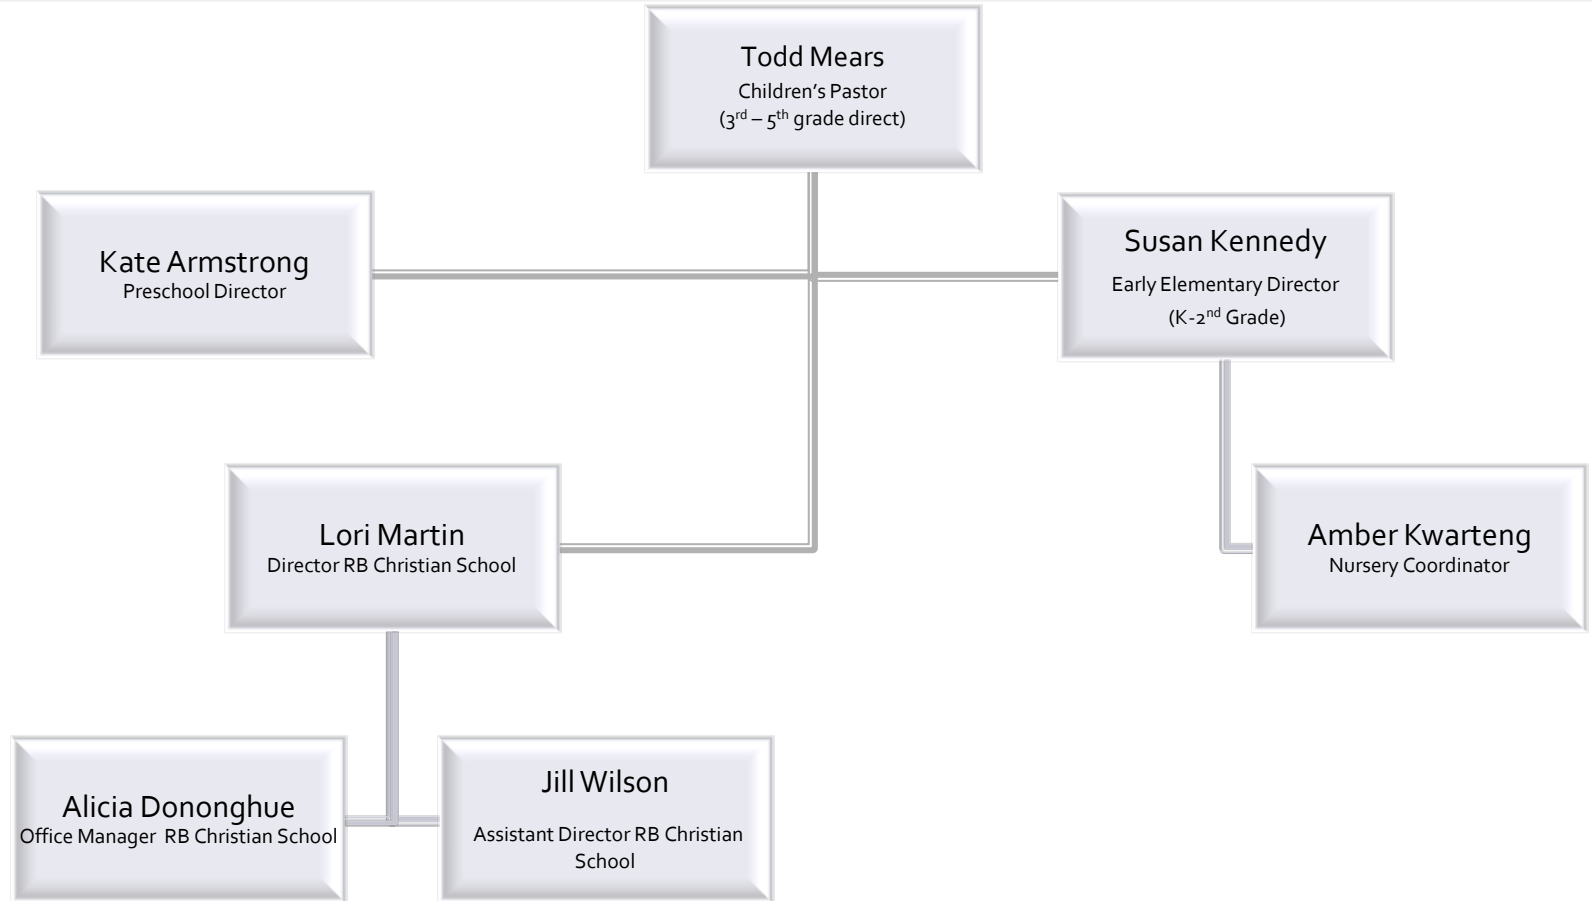 Todd Mears
Children's Pastor
(3rd – 5th grade direct)
Kate Armstrong
Preschool Director
Susan Kennedy
Early Elementary Director
(K-2nd Grade)
Lori Martin
Director RB Christian School
Amber Kwarteng
Nursery Coordinator
Alicia Dononghue
Office Manager RB Christian School
Jill Wilson
Assistant Director RB Christian
School